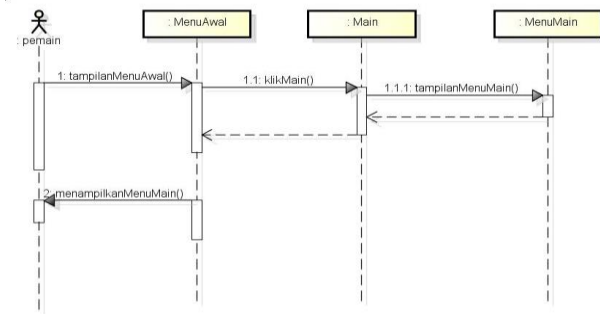 : pemain
: MenuAwal
: Main
: MenuMain
1: tampilanMenuAwal()
1.1: klikMain()
1.1.1: tampilanMenuMain()
2: menampilkanMenuMain()